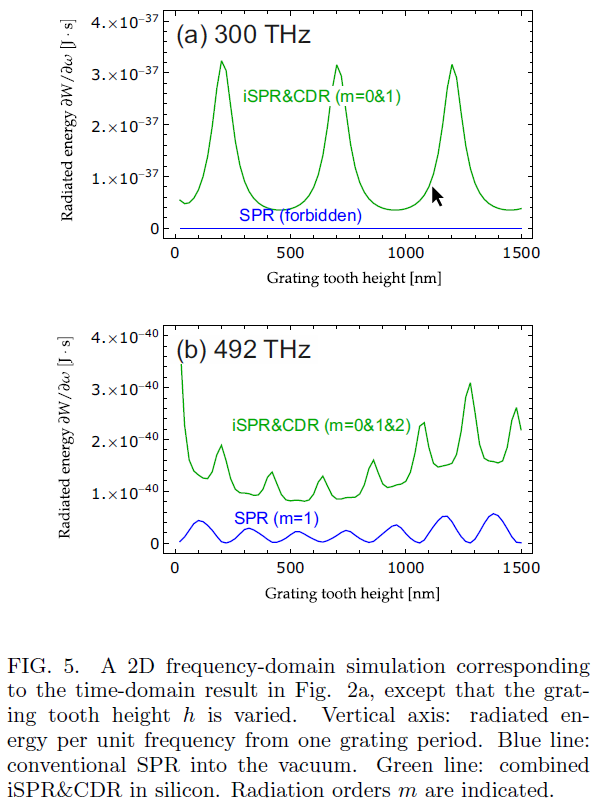 (a) 300 THz
Radiated energy ∂W/∂ω [J · s]
4.×10⁻³⁷
3.×10⁻³⁷
2.×10⁻³⁷
1.×10⁻³⁷
0
iSPR&CDR (m=0&1)
SPR (forbidden)
0 500 1000 1500
Grating tooth height [nm]
(b) 492 THz
Radiated energy ∂W/∂ω [J · s]
4.×10⁻⁴⁰
3.×10⁻⁴⁰
2.×10⁻⁴⁰
1.×10⁻⁴⁰
0
iSPR&CDR (m=0&1&2)
SPR (m=1)
0 500 1000 1500
Grating tooth height [nm]
FIG. 5. A 2D frequency-domain simulation corresponding
to the time-domain result in Fig. 2a, except that the grat-
ing tooth height h is varied. Vertical axis: radiated en-
ergy per unit frequency from one grating period. Blue line:
conventional SPR into the vacuum. Green line: combined
iSPR&CDR in silicon. Radiation orders m are indicated.